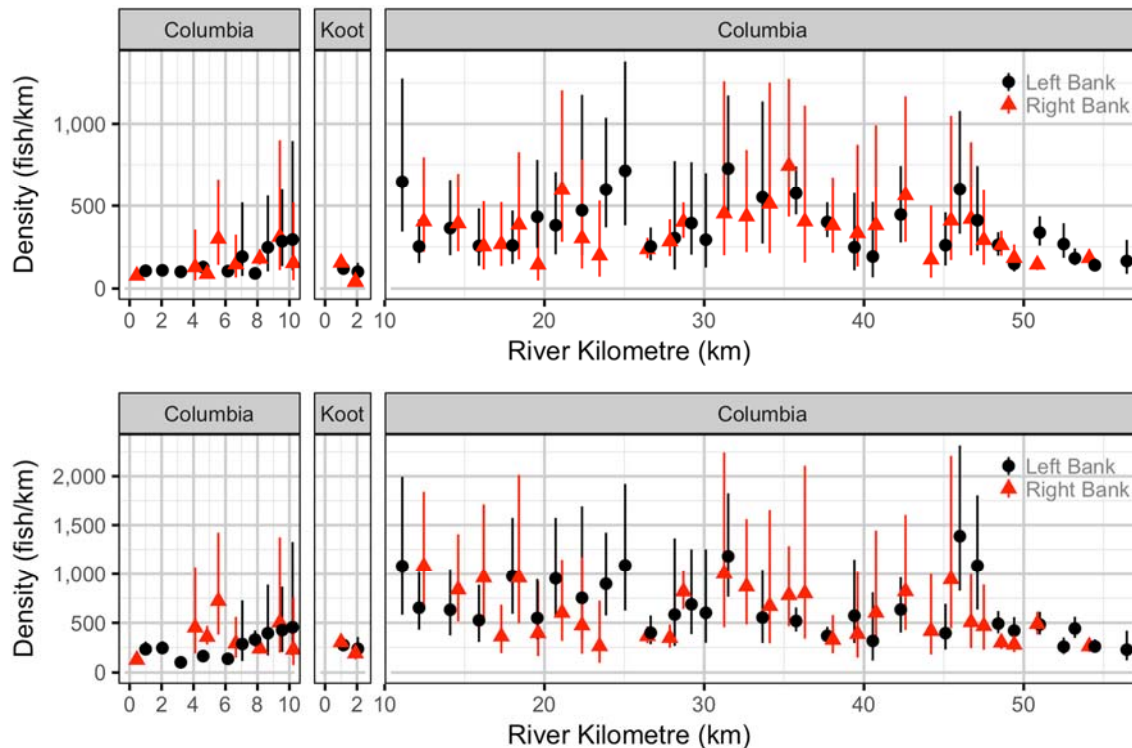 Columbia Koot Columbia
Density (fish/km)
1,000
500
0
Left Bank
Right Bank
0 2 4 6 8 10 0 2 10 20 30 40 50
River Kilometre (km)
Columbia Koot Columbia
Density (fish/km)
2,000
1,500
1,000
500
0
Left Bank
Right Bank
0 2 4 6 8 10 0 2 10 20 30 40 50
River Kilometre (km)